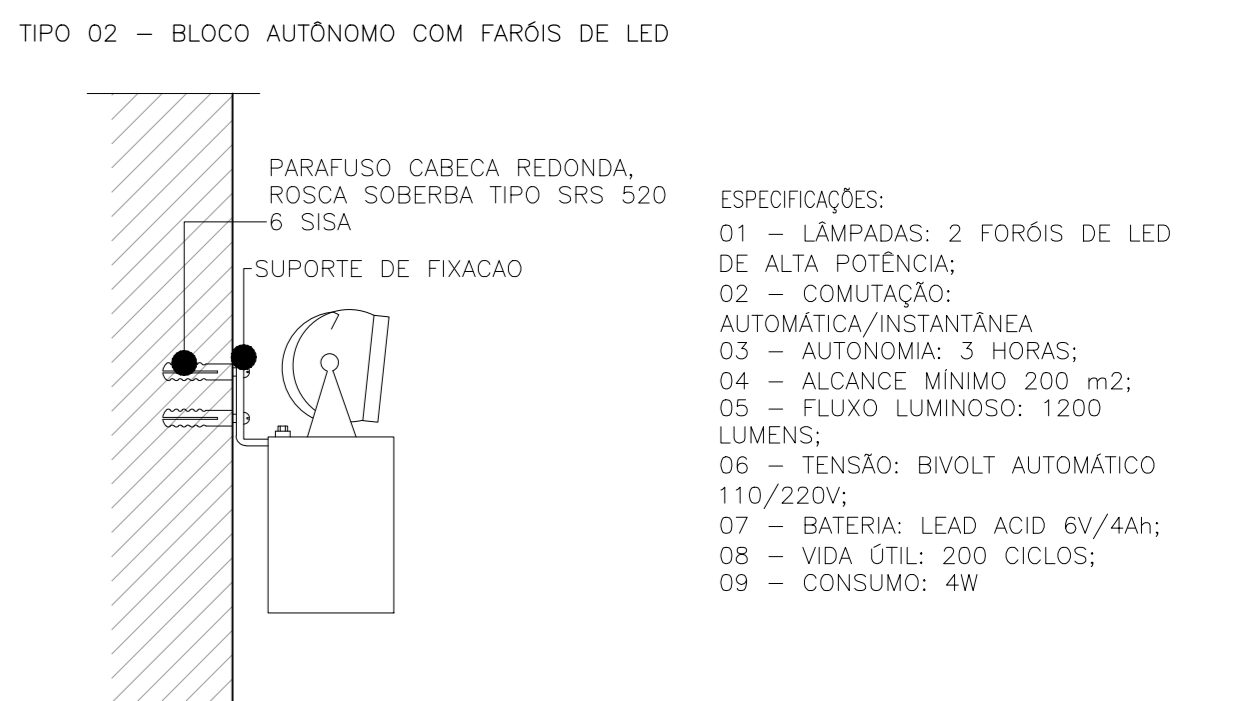 TIPO 02 – BLOCO AUTÔNOMO COM FARÓIS DE LED
PARAFUSO CABECA REDONDA,
ROSCA SOBERBA TIPO SRS 520
6 SISA
SUPORTE DE FIXACAO
ESPECIFICAÇÕES:
01 – LÂMPADAS: 2 FORÓIS DE LED
DE ALTA POTÊNCIA;
02 – COMUTAÇÃO:
AUTOMÁTICA/INSTANTÂNEA
03 – AUTONOMIA: 3 HORAS;
04 – ALCANCE MÍNIMO 200 m2;
05 – FLUXO LUMINOSO: 1200
LUMENS;
06 – TENSÃO: BIVOLT AUTOMÁTICO
110/220V;
07 – BATERIA: LEAD ACID 6V/4Ah;
08 – VIDA ÚTIL: 200 CICLOS;
09 – CONSUMO: 4W